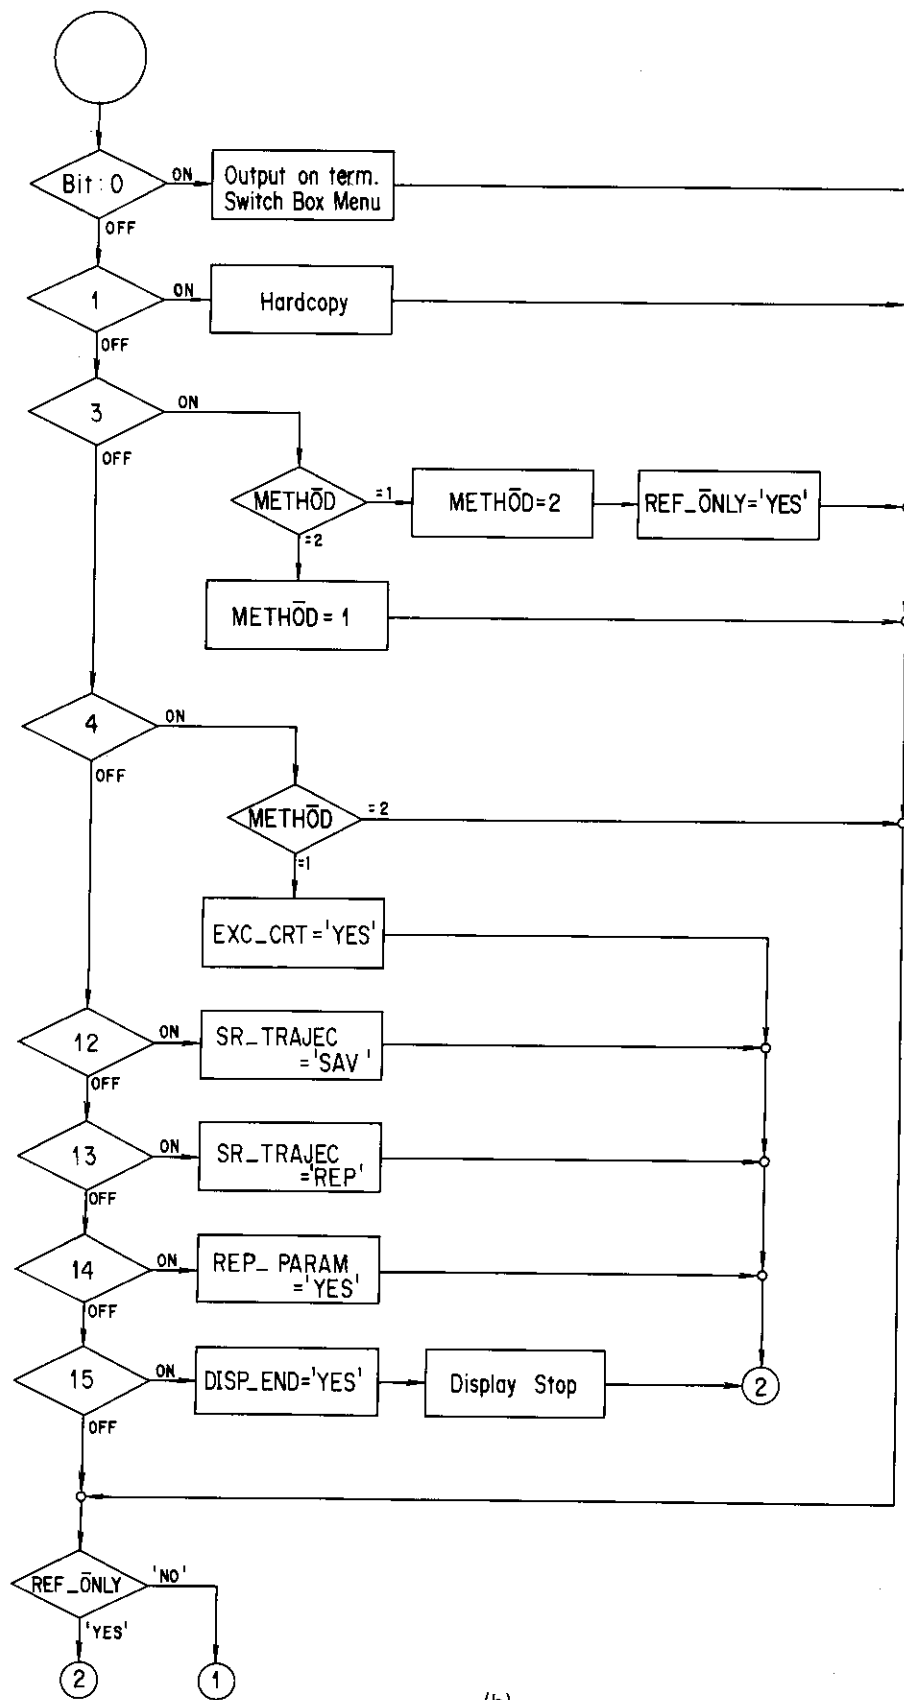 Bit:0
ON
Output on term.
Switch Box Menu
OFF
1
ON
Hardcopy
OFF
3
ON
OFF
METHŌD
=1
METHŌD=2
REF_ŌNLY='YES'
=2
METHŌD=1
4
ON
OFF
METHŌD
=2
=1
EXC_CRT='YES'
12
ON
SR_TRAJEC
='SAV'
OFF
13
ON
SR_TRAJEC
='REP'
OFF
14
ON
REP_PARAM
='YES'
OFF
15
ON
DISP_END='YES'
Display Stop
2
OFF
REF_ŌNLY
'NO'
'YES'
2
1